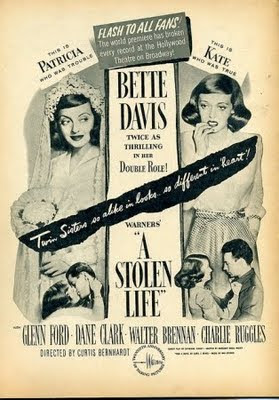 FLASH TO ALL FANS!
The world premiere has broken
every record at the Hollywood
Theatre on Broadway!
THIS IS
PATRICIA
WHO WAS TROUBLE
THIS IS
KATE
WHO WAS TRUE
BETTE
DAVIS
TWICE AS
THRILLING
IN HER
DOUBLE ROLE!
Twin Sisters so alike in looks.. so different in heart!
WARNERS'
"A
STOLEN
LIFE"
WITH
GLENN FORD · DANE CLARK · WALTER BRENNAN · CHARLIE RUGGLES
DIRECTED BY CURTIS BERNHARDT